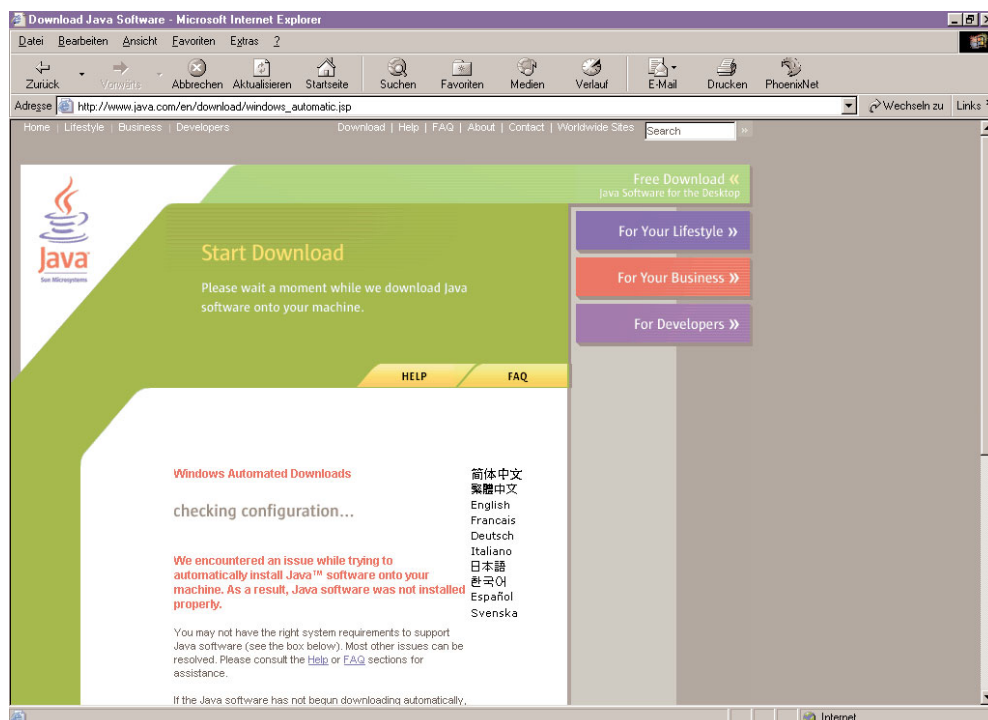 Download Java Software - Microsoft Internet Explorer
Datei Bearbeiten Ansicht Favoriten Extras ?
Zurück Vorwärts Abbrechen Aktualisieren Startseite Suchen Favoriten Medien Verlauf E-Mail Drucken PhoenixNet
Adresse http://www.java.com/en/download/windows_automatic.jsp Wechseln zu Links
Home | Lifestyle | Business | Developers Download | Help | FAQ | About | Contact | Worldwide Sites Search »
Free Download «
Java Software for the Desktop
Java
Sun Microsystems
For Your Lifestyle »
Start Download
For Your Business »
Please wait a moment while we download Java
software onto your machine.
For Developers »
HELP FAQ
Windows Automated Downloads
checking configuration...
We encountered an issue while trying to
automatically install Java™ software onto your
machine. As a result, Java software was not installed
properly.
You may not have the right system requirements to support
Java software (see the box below). Most other issues can be
resolved. Please consult the Help or FAQ sections for
assistance.
If the Java software has not begun downloading automatically,
简体中文
繁體中文
English
Francais
Deutsch
Italiano
日本語
한국어
Español
Svenska
Internet